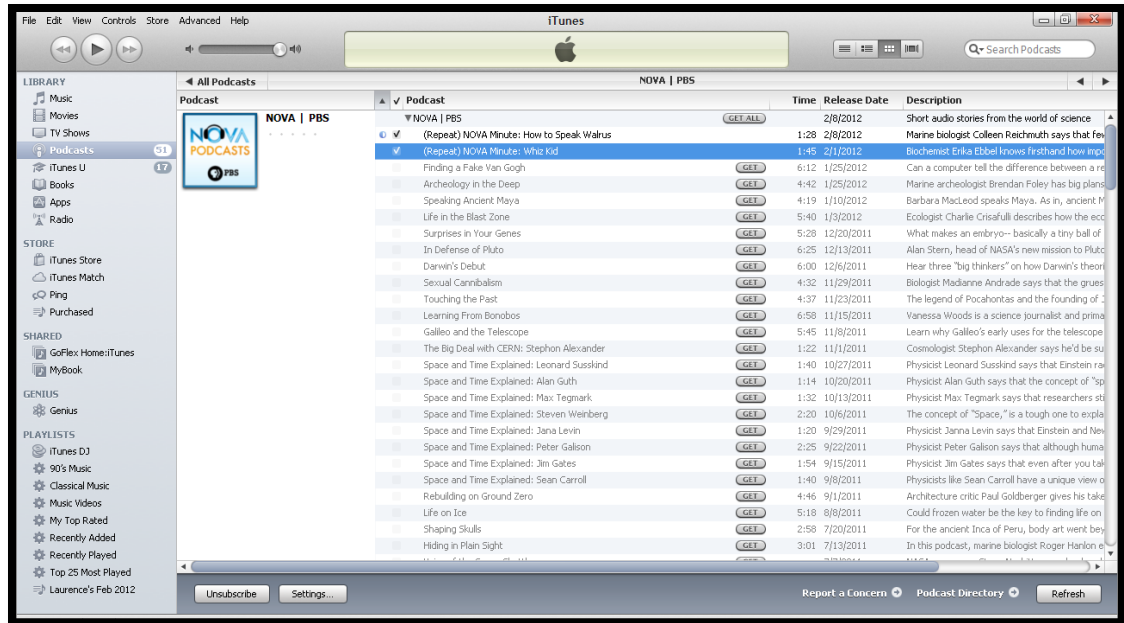 File Edit View Controls Store Advanced Help
iTunes
Search Podcasts
LIBRARY
Music
Movies
TV Shows
Podcasts 51
iTunes U 17
Books
Apps
Radio
STORE
iTunes Store
iTunes Match
Ping
Purchased
SHARED
GoFlex Home:iTunes
MyBook
GENIUS
Genius
PLAYLISTS
iTunes DJ
90's Music
Classical Music
Music Videos
My Top Rated
Recently Added
Recently Played
Top 25 Most Played
Laurence's Feb 2012
All Podcasts NOVA | PBS
Podcast
NOVA | PBS
NOVA
PODCASTS
PBS
Podcast Time Release Date Description
NOVA | PBS GET ALL 2/8/2012 Short audio stories from the world of science
(Repeat) NOVA Minute: How to Speak Walrus 1:28 2/8/2012 Marine biologist Colleen Reichmuth says that few
(Repeat) NOVA Minute: Whiz Kid 1:45 2/1/2012 Biochemist Erika Ebbel knows firsthand how impo
Finding a Fake Van Gogh GET 6:12 1/25/2012 Can a computer tell the difference between a re
Archeology in the Deep GET 4:42 1/25/2012 Marine archeologist Brendan Foley has big plans
Speaking Ancient Maya GET 4:19 1/10/2012 Barbara MacLeod speaks Maya. As in, ancient M
Life in the Blast Zone GET 5:40 1/3/2012 Ecologist Charlie Crisafulli describes how the eco
Surprises in Your Genes GET 5:28 12/20/2011 What makes an embryo-- basically a tiny ball of
In Defense of Pluto GET 6:25 12/13/2011 Alan Stern, head of NASA's new mission to Pluto
Darwin's Debut GET 6:00 12/6/2011 Hear three "big thinkers" on how Darwin's theori
Sexual Cannibalism GET 4:32 11/29/2011 Biologist Madianne Andrade says that the grues
Touching the Past GET 4:37 11/23/2011 The legend of Pocahontas and the founding of J
Learning From Bonobos GET 6:58 11/15/2011 Vanessa Woods is a science journalist and prima
Galileo and the Telescope GET 5:45 11/8/2011 Learn why Galileo's early uses for the telescope
The Big Deal with CERN: Stephon Alexander GET 1:22 11/1/2011 Cosmologist Stephon Alexander says he'd be su
Space and Time Explained: Leonard Susskind GET 1:40 10/27/2011 Physicist Leonard Susskind says that Einstein ra
Space and Time Explained: Alan Guth GET 1:14 10/20/2011 Physicist Alan Guth says that the concept of "sp
Space and Time Explained: Max Tegmark GET 1:32 10/13/2011 Physicist Max Tegmark says that researchers sti
Space and Time Explained: Steven Weinberg GET 2:20 10/6/2011 The concept of "Space," is a tough one to expla
Space and Time Explained: Jana Levin GET 1:20 9/29/2011 Physicist Janna Levin says that Einstein and New
Space and Time Explained: Peter Galison GET 2:25 9/22/2011 Physicist Peter Galison says that although huma
Space and Time Explained: Jim Gates GET 1:54 9/15/2011 Physicist Jim Gates says that even after you tal
Space and Time Explained: Sean Carroll GET 1:40 9/8/2011 Physicists like Sean Carroll have a unique view o
Rebuilding on Ground Zero GET 4:46 9/1/2011 Architecture critic Paul Goldberger gives his take
Life on Ice GET 5:18 8/8/2011 Could frozen water be the key to finding life on
Shaping Skulls GET 2:58 7/20/2011 For the ancient Inca of Peru, body art went bey
Hiding in Plain Sight GET 3:01 7/13/2011 In this podcast, marine biologist Roger Hanlon e
Unsubscribe Settings... Report a Concern Podcast Directory Refresh